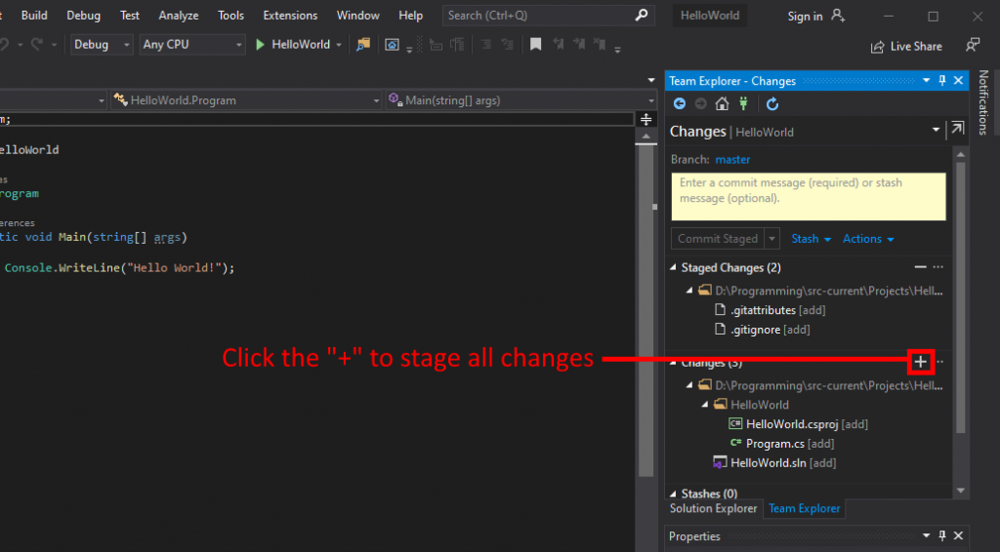 Build Debug Test Analyze Tools Extensions Window Help Search (Ctrl+Q) HelloWorld Sign in
Debug Any CPU HelloWorld Live Share
Team Explorer - Changes
Notifications
HelloWorld.Program Main(string[] args)
m;
Changes | HelloWorld
elloWorld
Branch: master
es
rogram
Enter a commit message (required) or stash
message (optional).
erences
tic void Main(string[] args)
Commit Staged Stash Actions
Console.WriteLine("Hello World!");
Staged Changes (2)
D:\Programming\src-current\Projects\Hell...
.gitattributes [add]
.gitignore [add]
Click the "+" to stage all changes
Changes (3)
D:\Programming\src-current\Projects\Hell...
HelloWorld
C# HelloWorld.csproj [add]
C# Program.cs [add]
HelloWorld.sln [add]
Stashes (0)
Solution Explorer Team Explorer
Properties